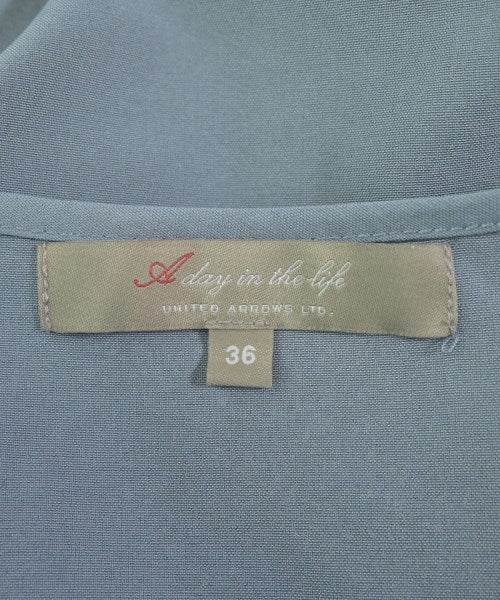 A day in the life
UNITED ARROWS LTD.
36